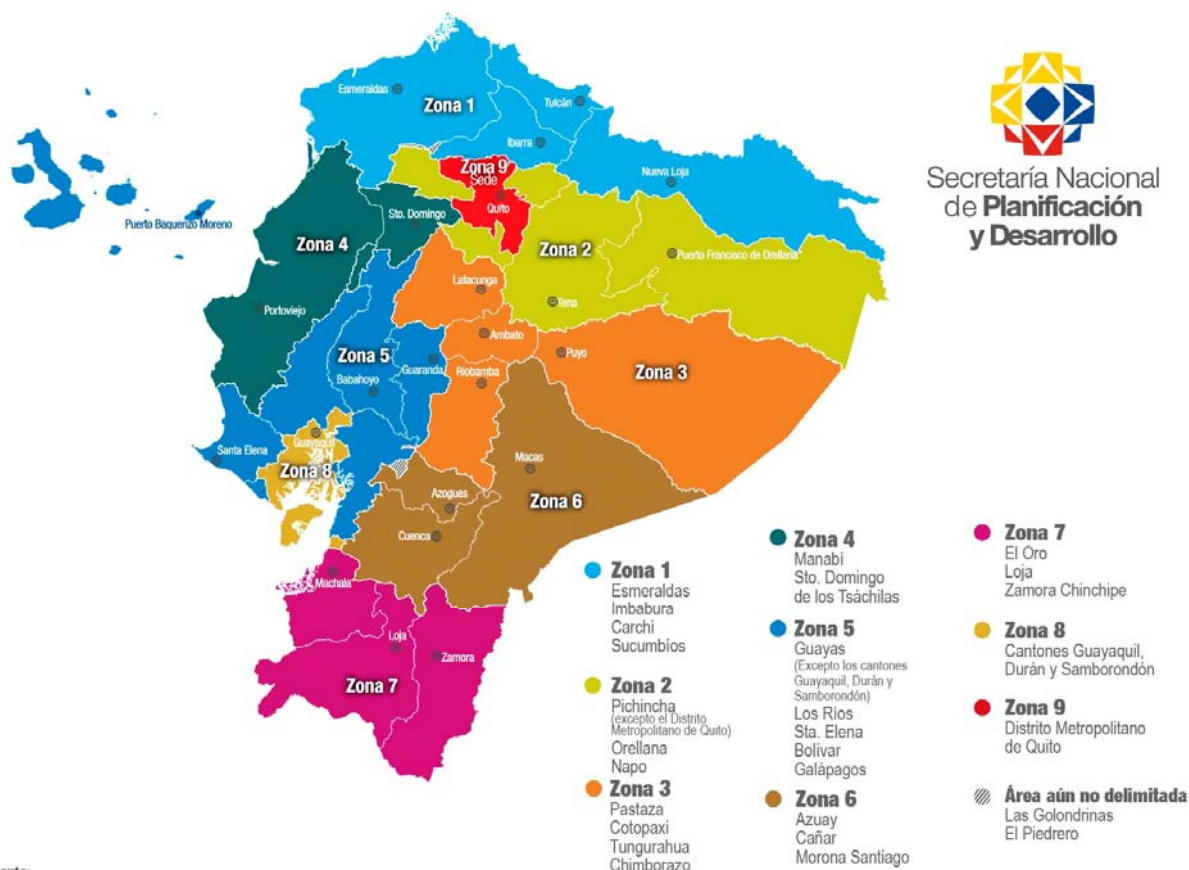 Esmeraldas
Zona 1
Tulcán
Ibarra
Nueva Loja
Zona 9
Sede
Quito
Puerto Baquenzo Moreno
Sto. Domingo
Zona 4
Zona 2
Puerto Francisco de Orellana
Latacunga
Tena
Portoviejo
Ambato
Puyo
Zona 5
Guaranda
Riobamba
Zona 3
Babahoyo
Guayaquil
Santa Elena
Zona 8
Macas
Azogues
Zona 6
Cuenca
Machala
Loja
Zamora
Zona 7
Secretaría Nacional
de Planificación
y Desarrollo
Zona 1
Esmeraldas
Imbabura
Carchi
Sucumbios
Zona 2
Pichincha
(excepto el Distrito
Metropolitano de Quito)
Orellana
Napo
Zona 3
Pastaza
Cotopaxi
Tungurahua
Chimborazo
Zona 4
Manabí
Sto. Domingo
de los Tsáchilas
Zona 5
Guayas
(Excepto los cantones
Guayaquil, Durán y
Samborondón)
Los Ríos
Sta. Elena
Bolívar
Galápagos
Zona 6
Azuay
Cañar
Morona Santiago
Zona 7
El Oro
Loja
Zamora Chinchipe
Zona 8
Cantones Guayaquil,
Durán y Samborondón
Zona 9
Distrito Metropolitano
de Quito
Área aún no delimitada
Las Golondrinas
El Piedrero